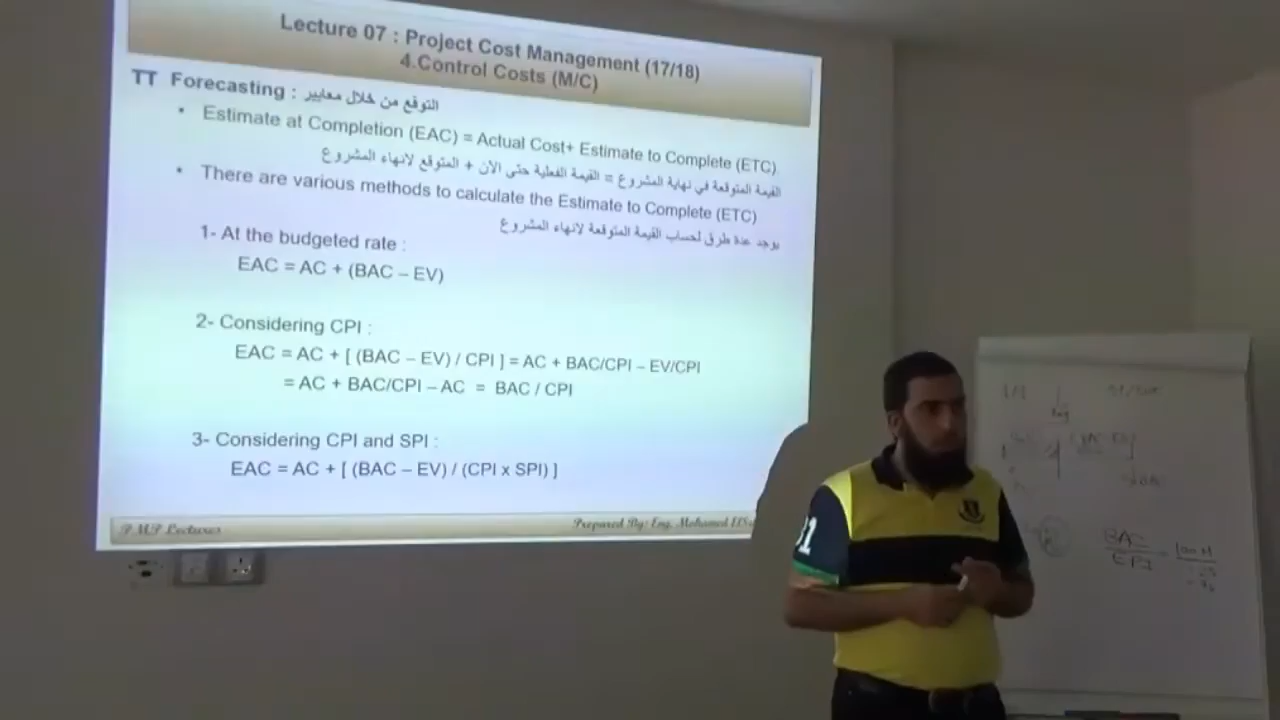 Lecture 07 : Project Cost Management (17/18)
4.Control Costs (M/C)
TT Forecasting : التوقع من خلال معايير
• Estimate at Completion (EAC) = Actual Cost+ Estimate to Complete (ETC)
القيمة المتوقعة في نهاية المشروع = القيمة الفعلية حتى الآن + المتوقع لانهاء المشروع
• There are various methods to calculate the Estimate to Complete (ETC)
يوجد عدة طرق لحساب القيمة المتوقعة لانهاء المشروع
1- At the budgeted rate :
EAC = AC + (BAC – EV)
2- Considering CPI :
EAC = AC + [ (BAC – EV) / CPI ] = AC + BAC/CPI – EV/CPI
= AC + BAC/CPI – AC = BAC / CPI
3- Considering CPI and SPI :
EAC = AC + [ (BAC – EV) / (CPI x SPI) ]
P.M.P Lectures
Prepared By: Eng. Mohamed
1
BAC
CPI
100 M